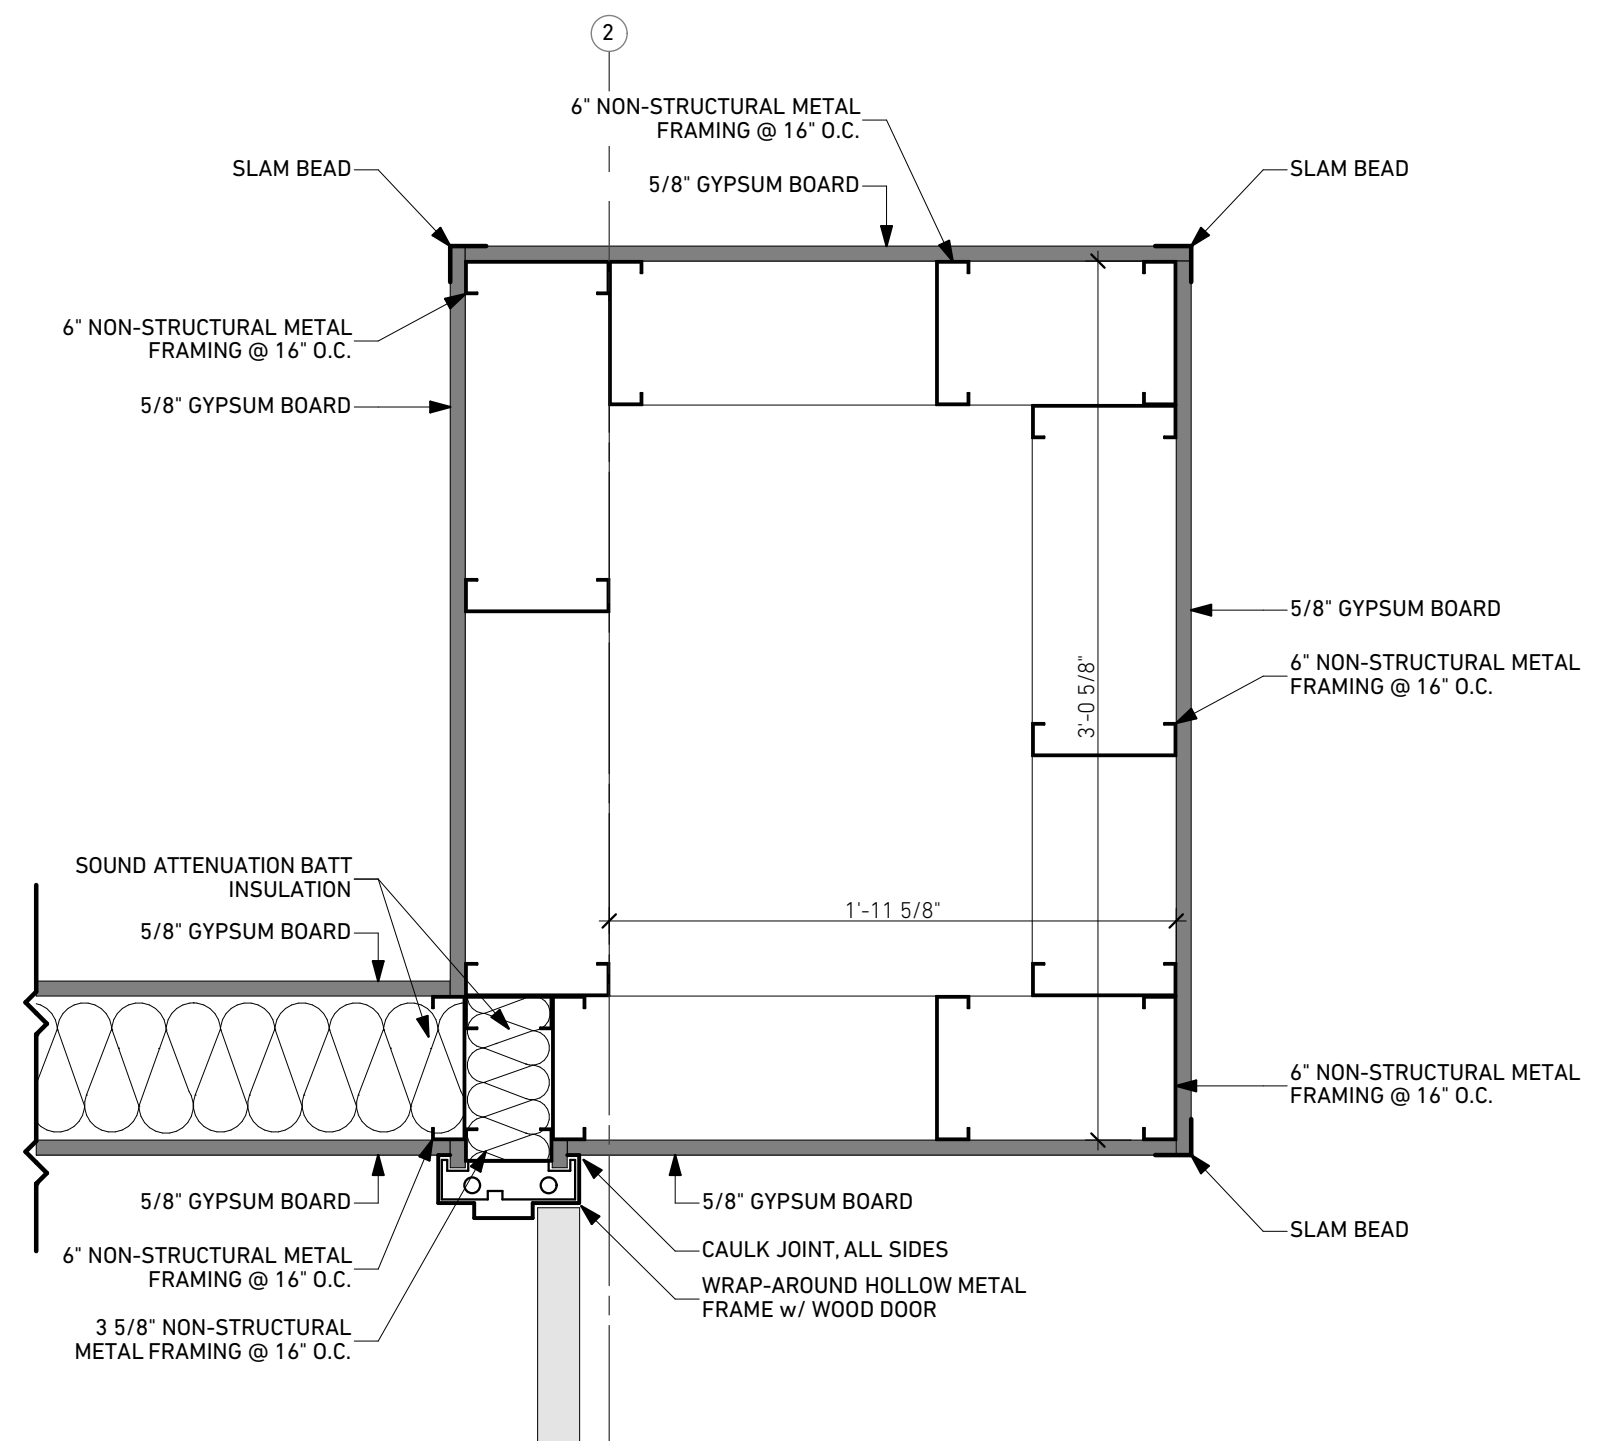 2
6" NON-STRUCTURAL METAL
FRAMING @ 16" O.C.
SLAM BEAD
5/8" GYPSUM BOARD
SLAM BEAD
6" NON-STRUCTURAL METAL
FRAMING @ 16" O.C.
5/8" GYPSUM BOARD
5/8" GYPSUM BOARD
6" NON-STRUCTURAL METAL
FRAMING @ 16" O.C.
3'-0 5/8"
SOUND ATTENUATION BATT
INSULATION
1'-11 5/8"
5/8" GYPSUM BOARD
6" NON-STRUCTURAL METAL
FRAMING @ 16" O.C.
5/8" GYPSUM BOARD
5/8" GYPSUM BOARD
SLAM BEAD
6" NON-STRUCTURAL METAL
FRAMING @ 16" O.C.
CAULK JOINT, ALL SIDES
WRAP-AROUND HOLLOW METAL
FRAME w/ WOOD DOOR
3 5/8" NON-STRUCTURAL
METAL FRAMING @ 16" O.C.